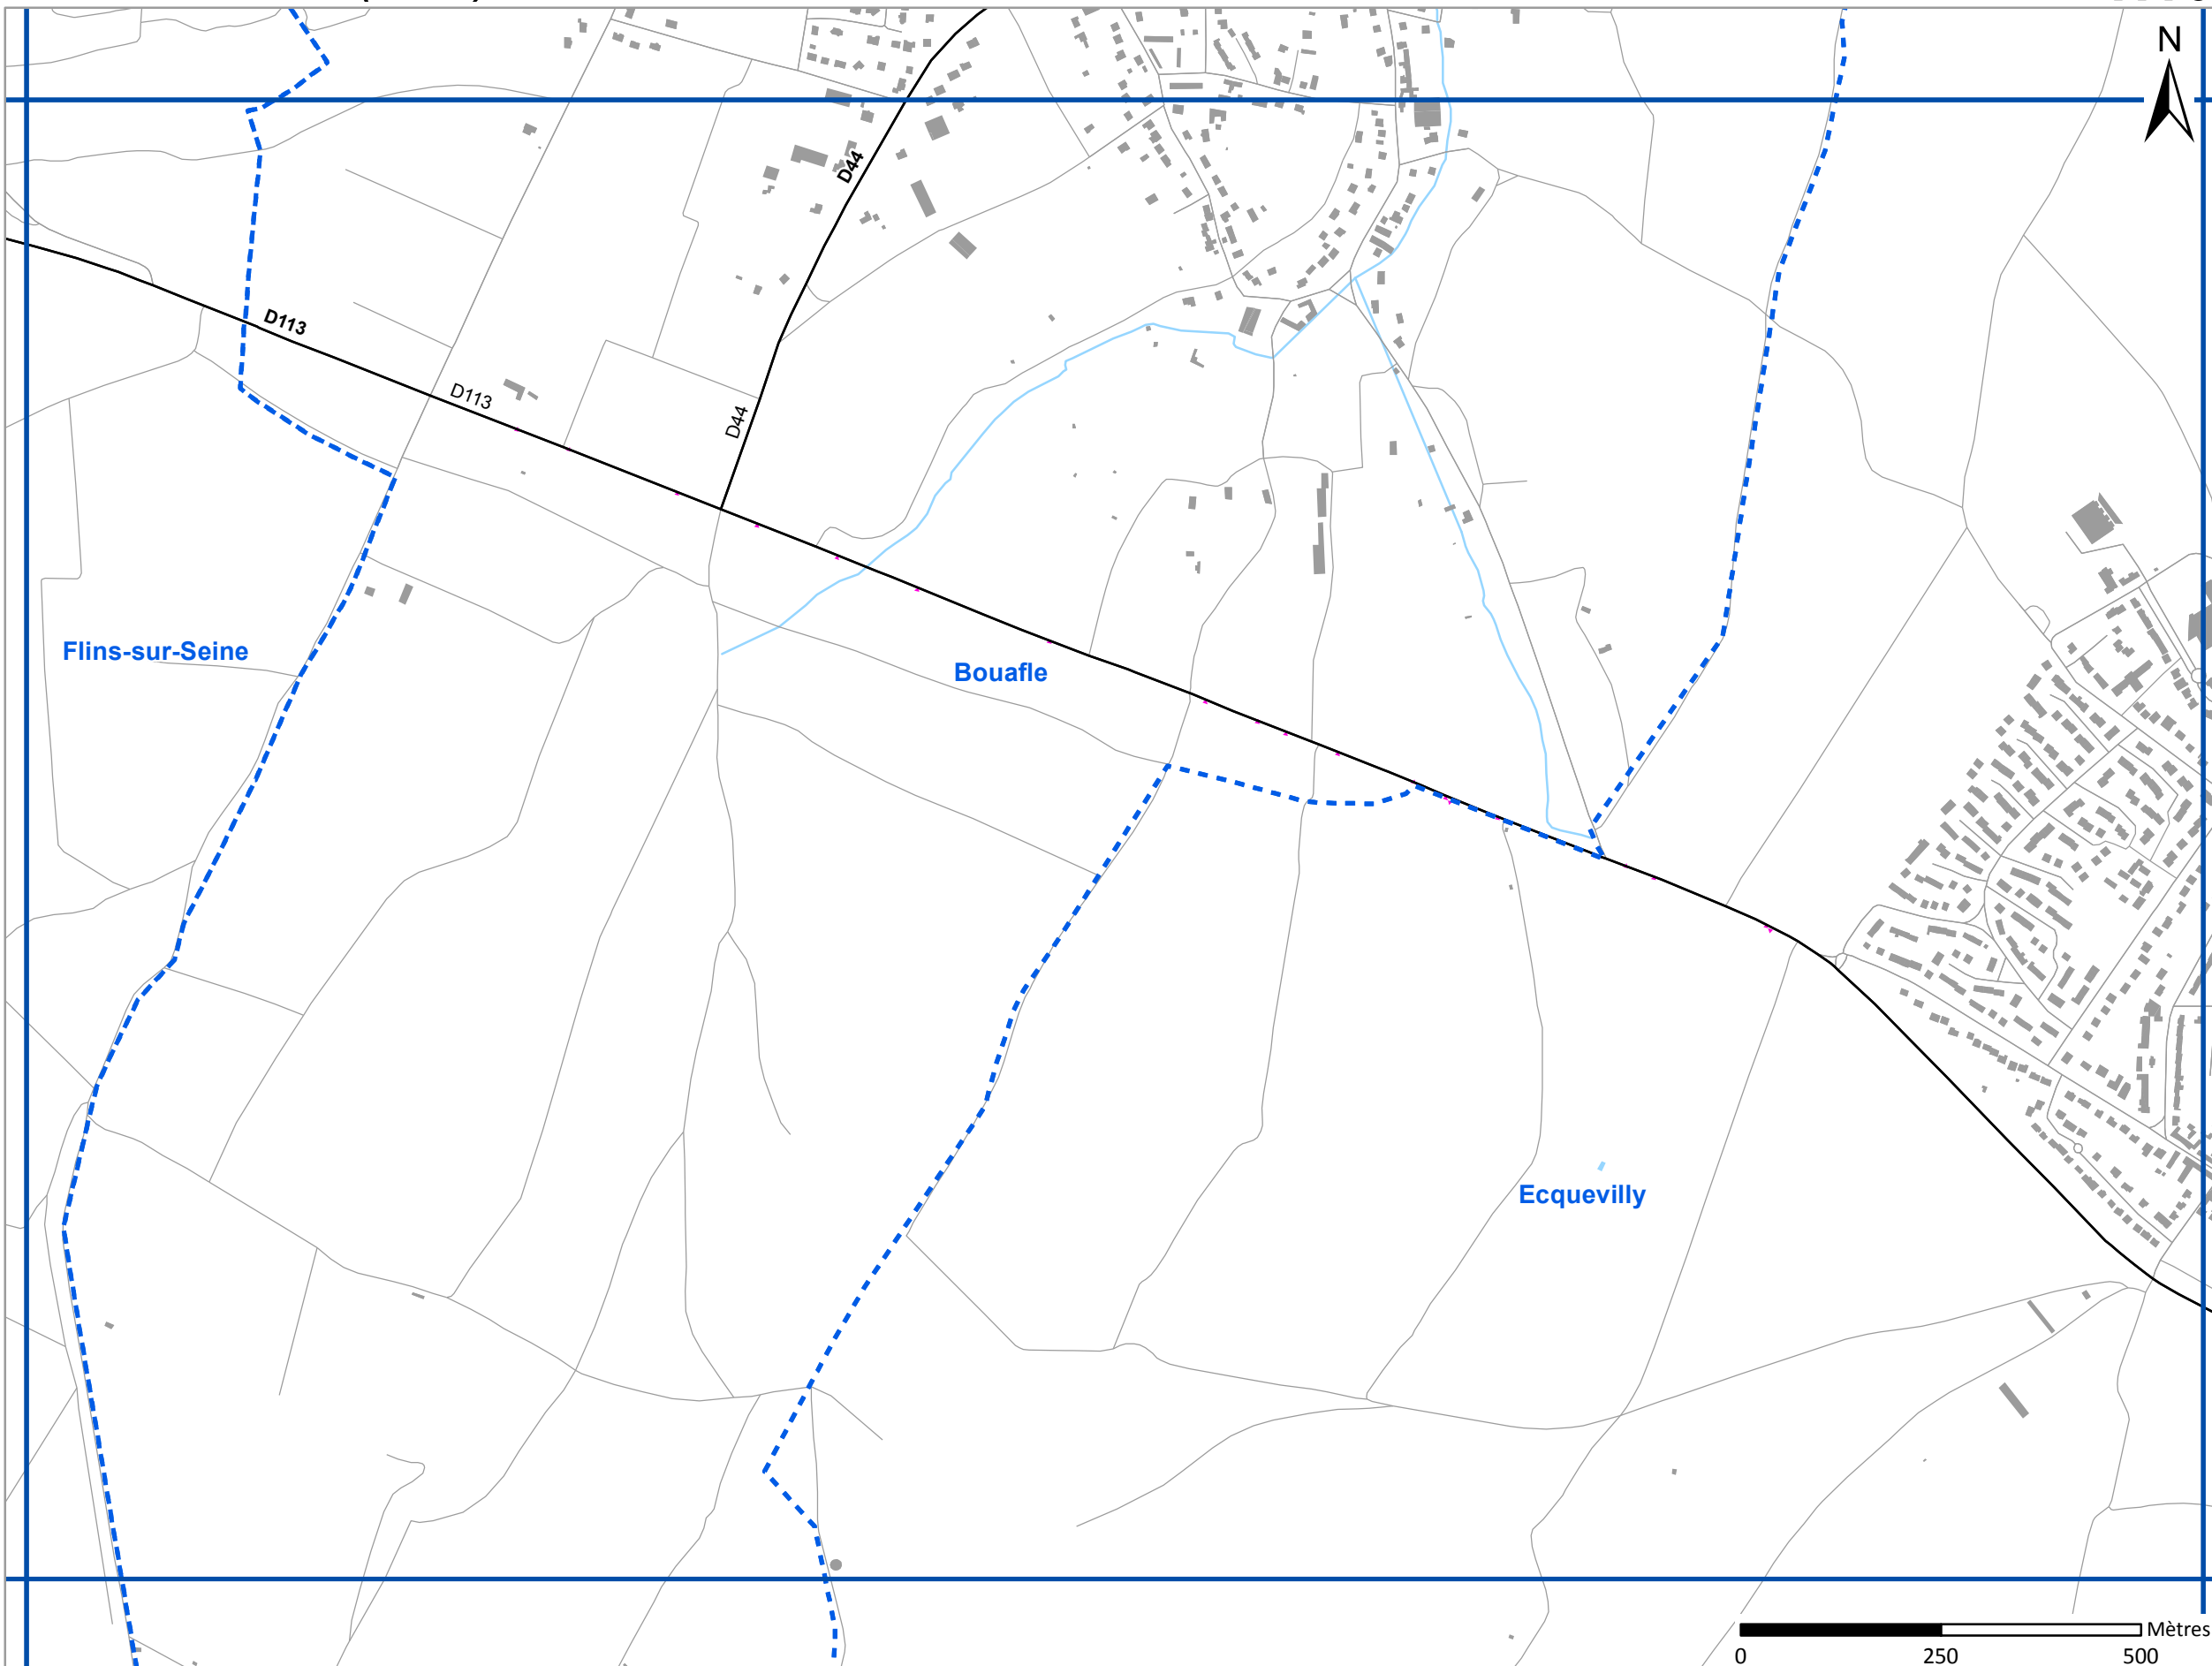 N
D44
D113
D113
D44
Flins-sur-Seine
Bouafle
Ecquevilly
Mètres
0 250 500